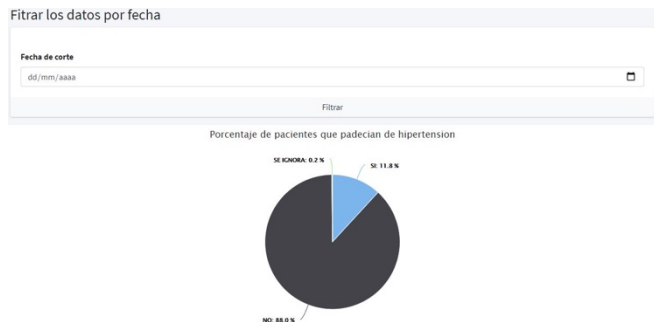 Fitrar los datos por fecha
Fecha de corte
dd/mm/aaaa
Filtrar
Porcentaje de pacientes que padecian de hipertension
SE IGNORA: 0.2 %
SI: 11.8 %
NO: 88.0 %